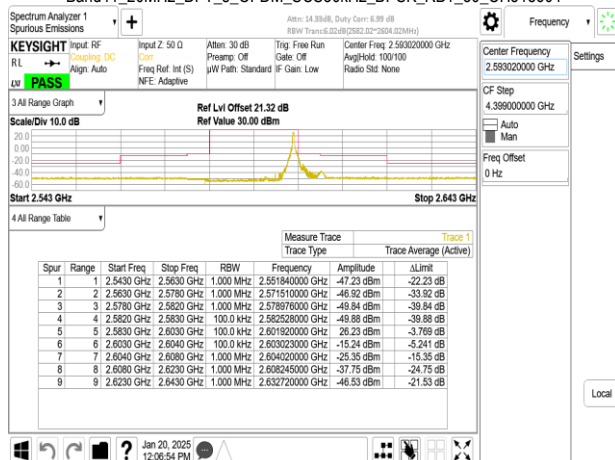 Spectrum Analyzer 1
Spurious Emissions
+
Attn: 14.33dB, Duty Corr: 6.99 dB
RBW Trans:6.02dB(2582.02~2604.02MHz)
Frequency
KEYSIGHT Input: RF Input Z: 50 Ω Atten: 30 dB Trig: Free Run Center Freq: 2.593020000 GHz
RL Coupling: DC Corr Preamp: Off Gate: Off Avg|Hold: 100/100
Align: Auto Freq Ref: Int (S) µW Path: Standard IF Gain: Low Radio Std: None
NFE: Adaptive
PASS
Center Frequency
2.593020000 GHz
Settings
CF Step
4.399000000 GHz
Auto
Man
Freq Offset
0 Hz
3 All Range Graph
Ref Lvl Offset 21.32 dB
Scale/Div 10.0 dB Ref Value 30.00 dBm
20.0
0.00
-20.0
-40.0
-60.0
Start 2.543 GHz Stop 2.643 GHz
4 All Range Table
Measure Trace Trace 1
Trace Type Trace Average (Active)
Spur Range Start Freq Stop Freq RBW Frequency Amplitude ΔLimit
1 1 2.5430 GHz 2.5630 GHz 1.000 MHz 2.551840000 GHz -47.23 dBm -22.23 dB
2 2 2.5630 GHz 2.5780 GHz 1.000 MHz 2.571510000 GHz -46.92 dBm -33.92 dB
3 3 2.5780 GHz 2.5820 GHz 1.000 MHz 2.578976000 GHz -49.84 dBm -39.84 dB
4 4 2.5820 GHz 2.5830 GHz 100.0 kHz 2.582528000 GHz -49.88 dBm -39.88 dB
5 5 2.5830 GHz 2.6030 GHz 100.0 kHz 2.601920000 GHz 26.23 dBm -3.769 dB
6 6 2.6030 GHz 2.6040 GHz 100.0 kHz 2.603023000 GHz -15.24 dBm -5.241 dB
7 7 2.6040 GHz 2.6080 GHz 1.000 MHz 2.604020000 GHz -25.35 dBm -15.35 dB
8 8 2.6080 GHz 2.6230 GHz 1.000 MHz 2.608245000 GHz -37.75 dBm -24.75 dB
9 9 2.6230 GHz 2.6430 GHz 1.000 MHz 2.632720000 GHz -46.53 dBm -21.53 dB
Local
? Jan 20, 2025
12:06:54 PM